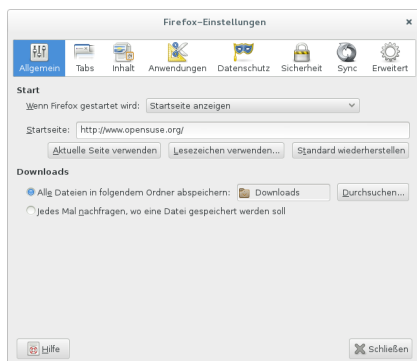 Firefox-Einstellungen
Allgemein Tabs Inhalt Anwendungen Datenschutz Sicherheit Sync Erweitert
Start
Wenn Firefox gestartet wird: Startseite anzeigen
Startseite: http://www.opensuse.org/
Aktuelle Seite verwenden Lesezeichen verwenden... Standard wiederherstellen
Downloads
Alle Dateien in folgendem Ordner abspeichern: Downloads Durchsuchen...
Jedes Mal nachfragen, wo eine Datei gespeichert werden soll
Hilfe Schließen